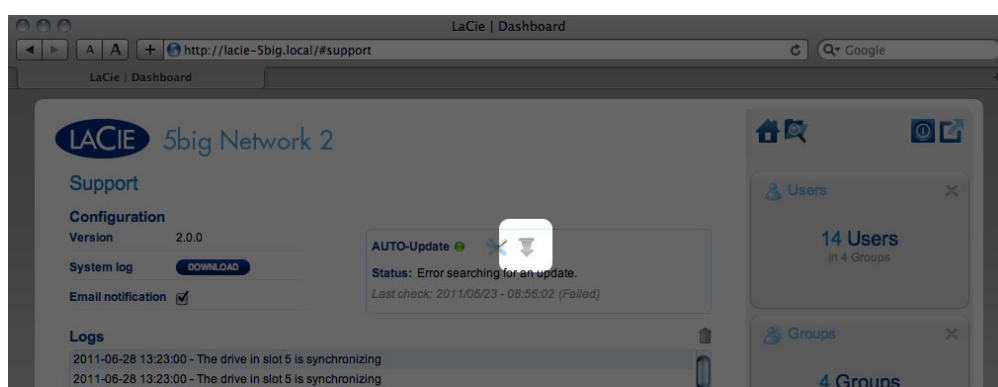 LaCie | Dashboard
A A + http://lacie-5big.local/#support Google
LaCie | Dashboard +
LACIE 5big Network 2
Support
Configuration
Version 2.0.0
System log DOWNLOAD
Email notification
AUTO-Update
Status: Error searching for an update.
Last check: 2011/06/23 - 08:56:02 (Failed)
Logs
2011-06-28 13:23:00 - The drive in slot 5 is synchronizing
2011-06-28 13:23:00 - The drive in slot 5 is synchronizing
Users
14 Users
in 4 Groups
Groups
4 Groups